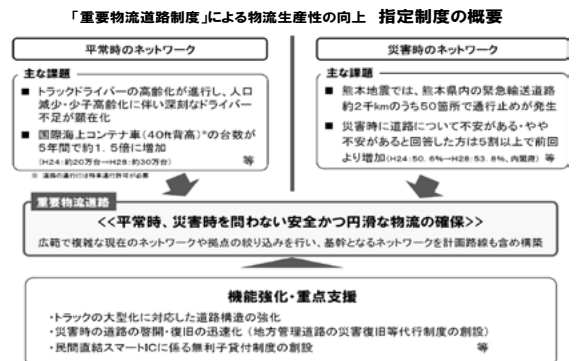 「重要物流道路制度」による物流生産性の向上 指定制度の概要
平常時のネットワーク
主な課題
■ トラックドライバーの高齢化が進行し、人口
減少・少子高齢化に伴い深刻なドライバー
不足が顕在化
■ 国際海上コンテナ車(40ft背高)※の台数が
5年間で約1.5倍に増加
(H24:約20万台→H28:約30万台) 等
※ 道路の通行には特車通行許可が必要
災害時のネットワーク
主な課題
■ 熊本地震では、熊本県内の緊急輸送道路
約2千kmのうち50箇所で通行止めが発生
■ 災害時に道路について不安がある・やや
不安があると回答した方は5割以上で前回
より増加(H24:50.6%→H28:53.8%、内閣府) 等
重要物流道路
<<平常時、災害時を問わない安全かつ円滑な物流の確保>>
広範で複雑な現在のネットワークや拠点の絞り込みを行い、基幹となるネットワークを計画路線も含め構築
機能強化・重点支援
・トラックの大型化に対応した道路構造の強化
・災害時の道路の啓開・復旧の迅速化(地方管理道路の災害復旧等代行制度の創設)
・民間直結スマートICに係る無利子貸付制度の創設 等